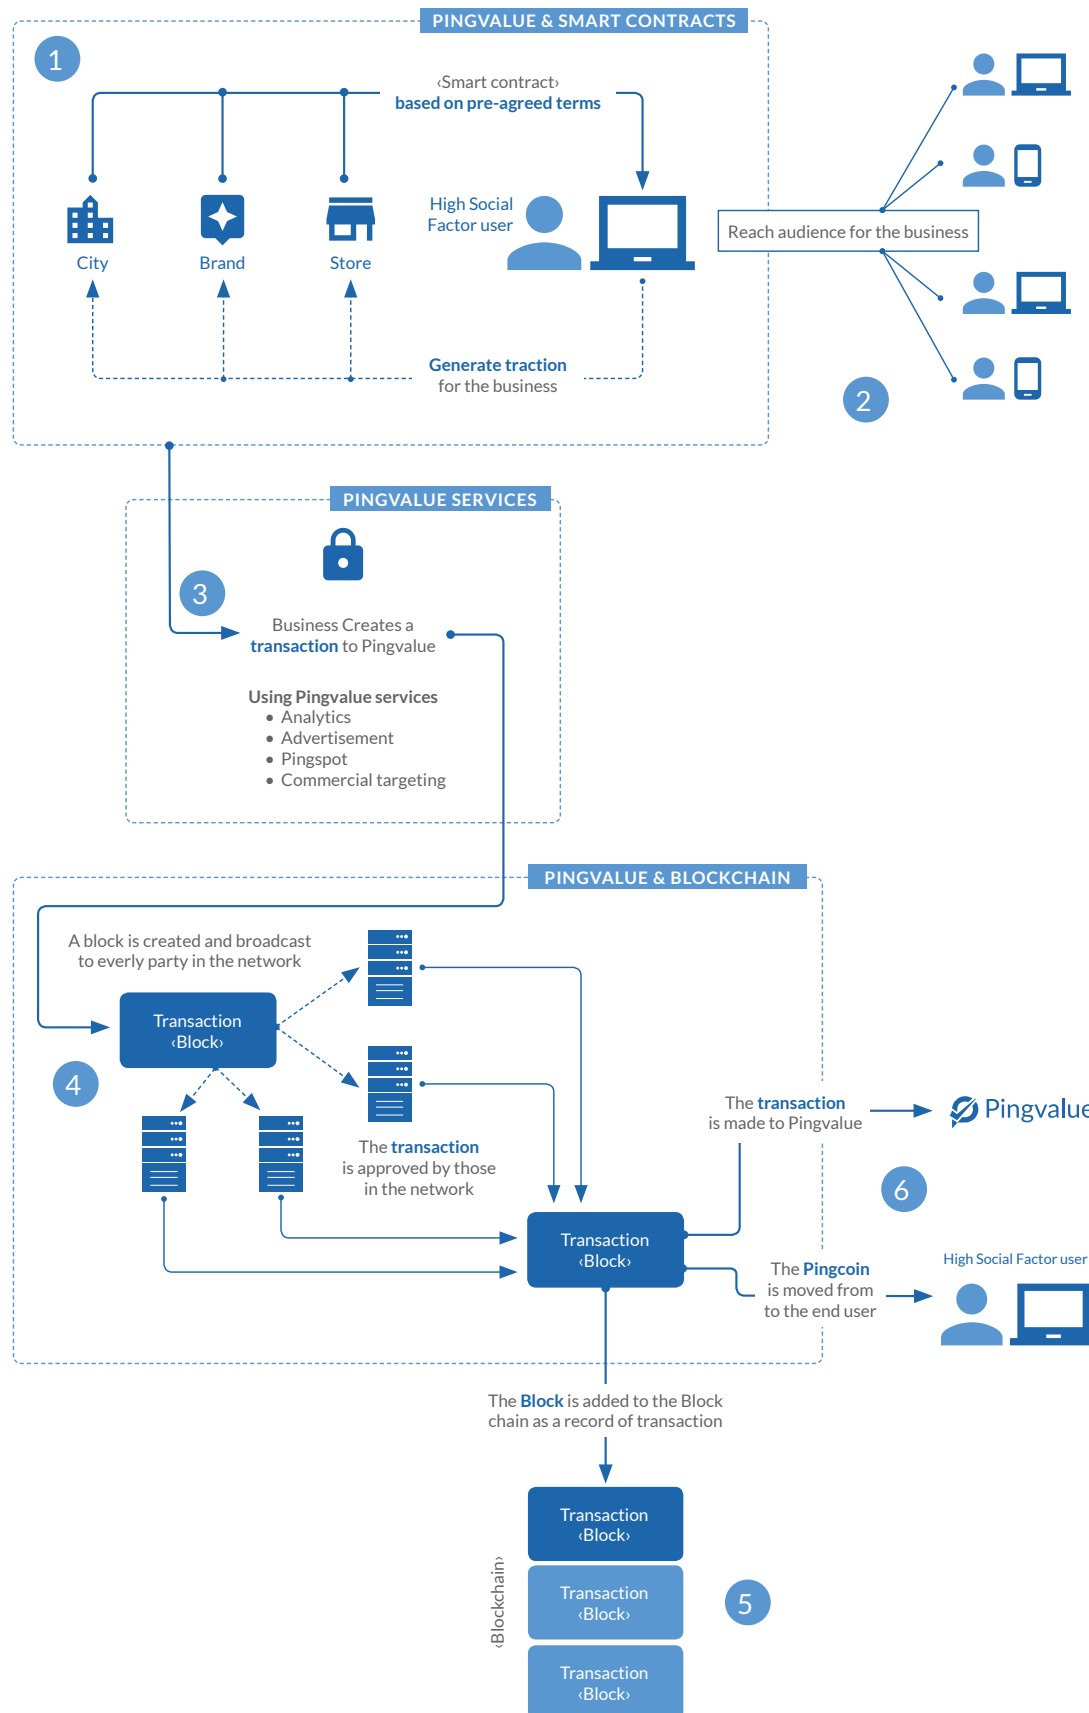 PINGVALUE & SMART CONTRACTS
1
‹Smart contract›
based on pre-agreed terms
High Social
Factor user
City
Brand
Store
Generate traction
for the business
Reach audience for the business
2
PINGVALUE SERVICES
3
Business Creates a
transaction to Pingvalue
Using Pingvalue services
• Analytics
• Advertisement
• Pingspot
• Commercial targeting
PINGVALUE & BLOCKCHAIN
A block is created and broadcast
to everly party in the network
Transaction
‹Block›
4
The transaction
is approved by those
in the network
The transaction
is made to Pingvalue
Pingvalue
6
Transaction
‹Block›
The Pingcoin
is moved from
to the end user
High Social Factor user
The Block is added to the Block
chain as a record of transaction
Transaction
‹Block›
‹Blockchain›
Transaction
‹Block›
5
Transaction
‹Block›